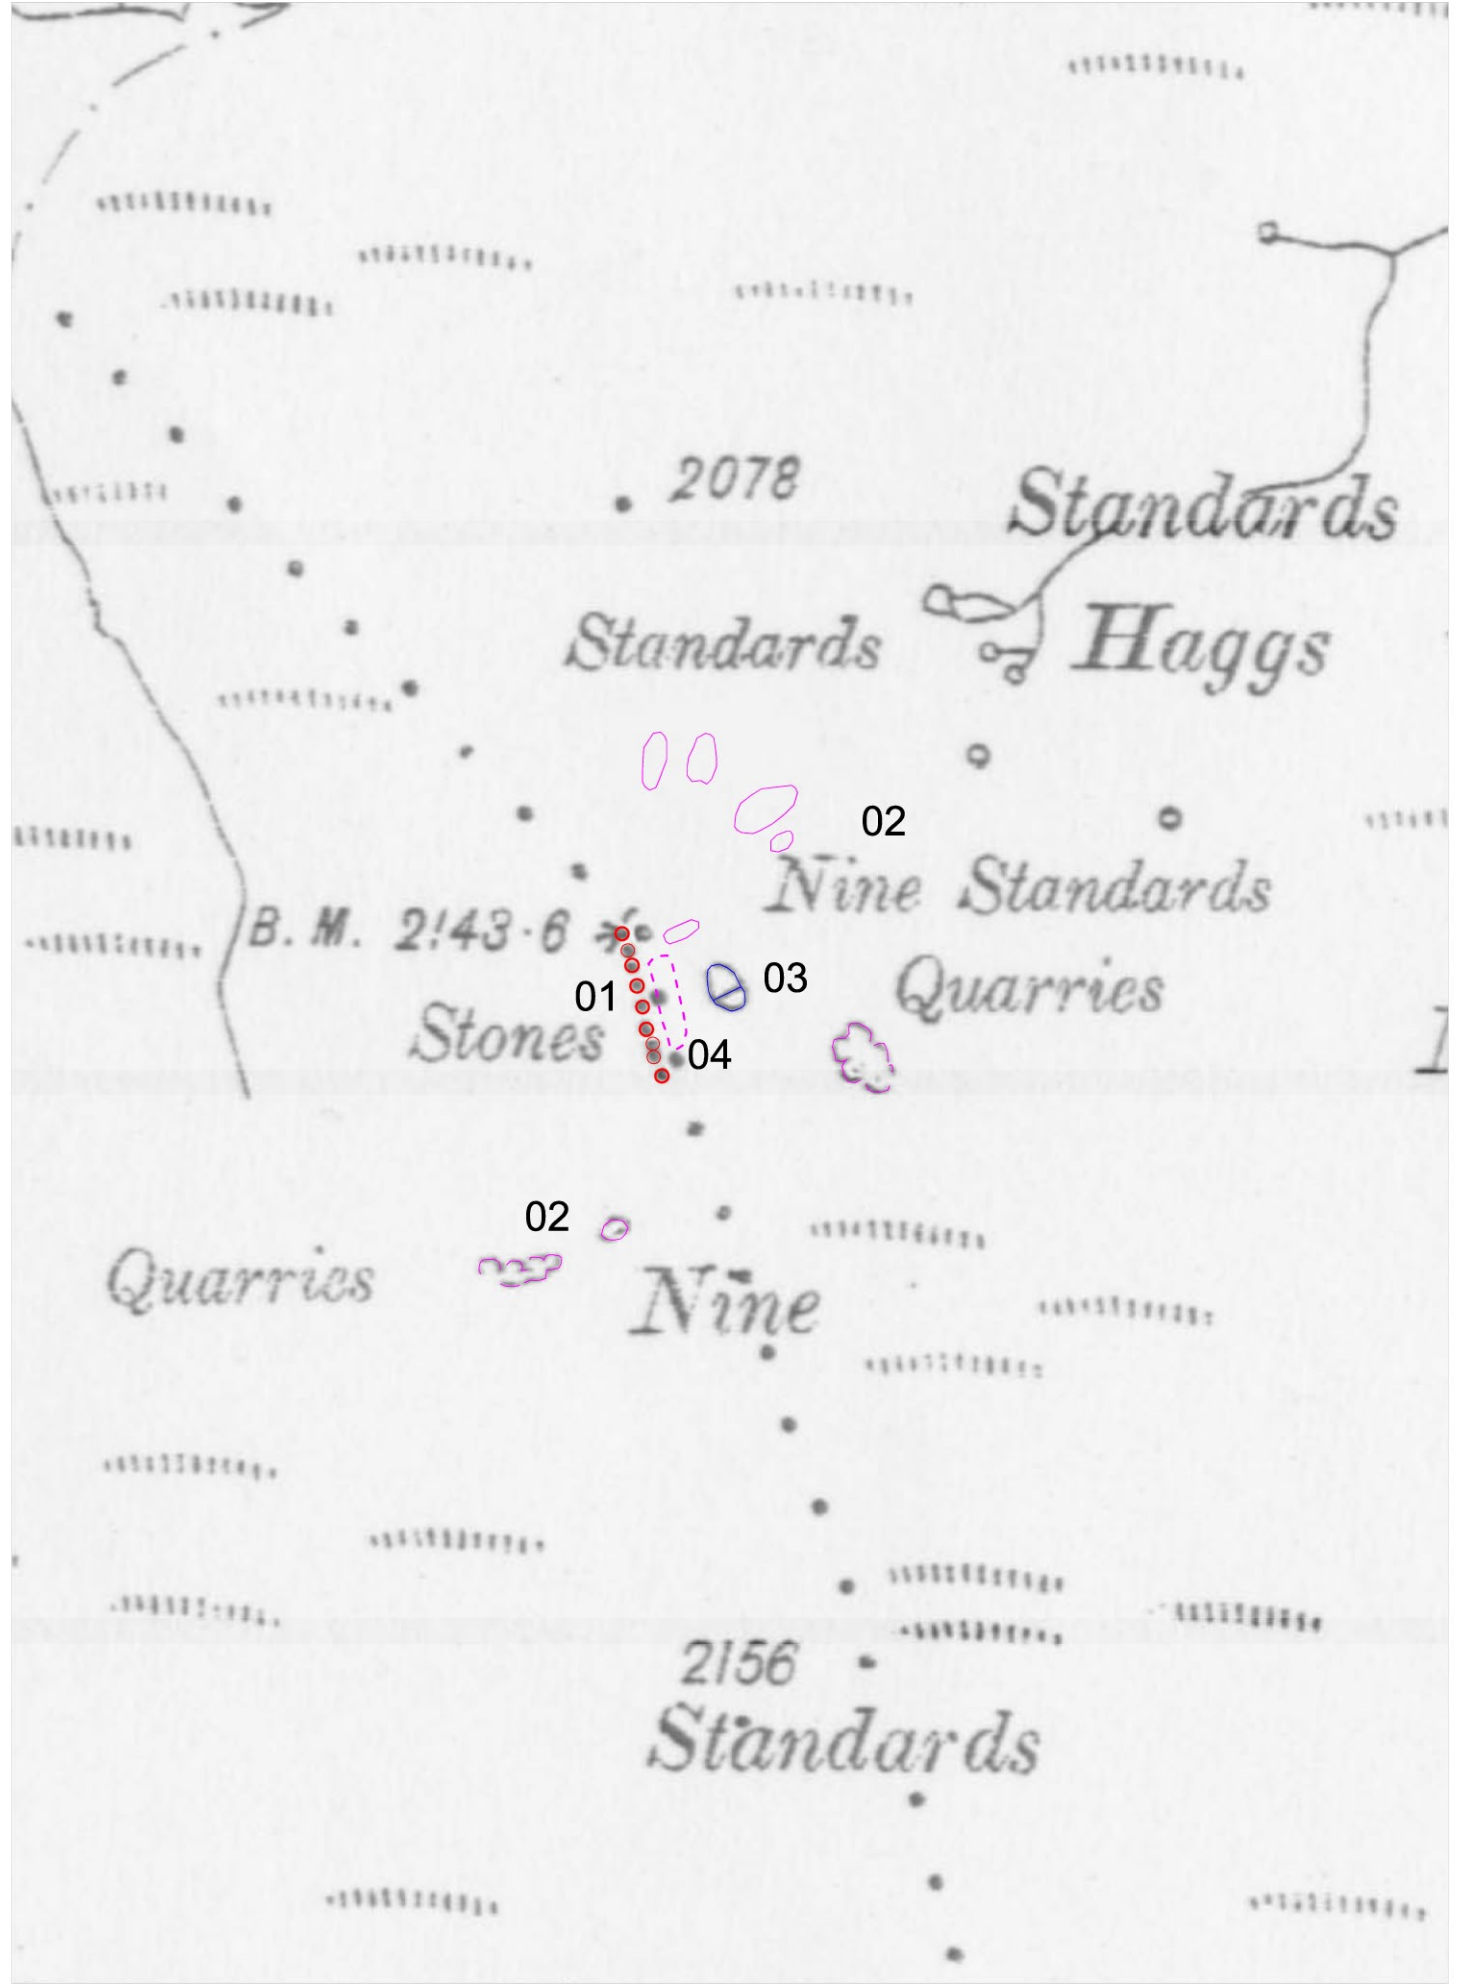 2078
Standards
Standards
Haggs
02
Nine Standards
B. M. 2143·6
03
Quarries
01
Stones
04
02
Quarries
Nine
2156
Standards